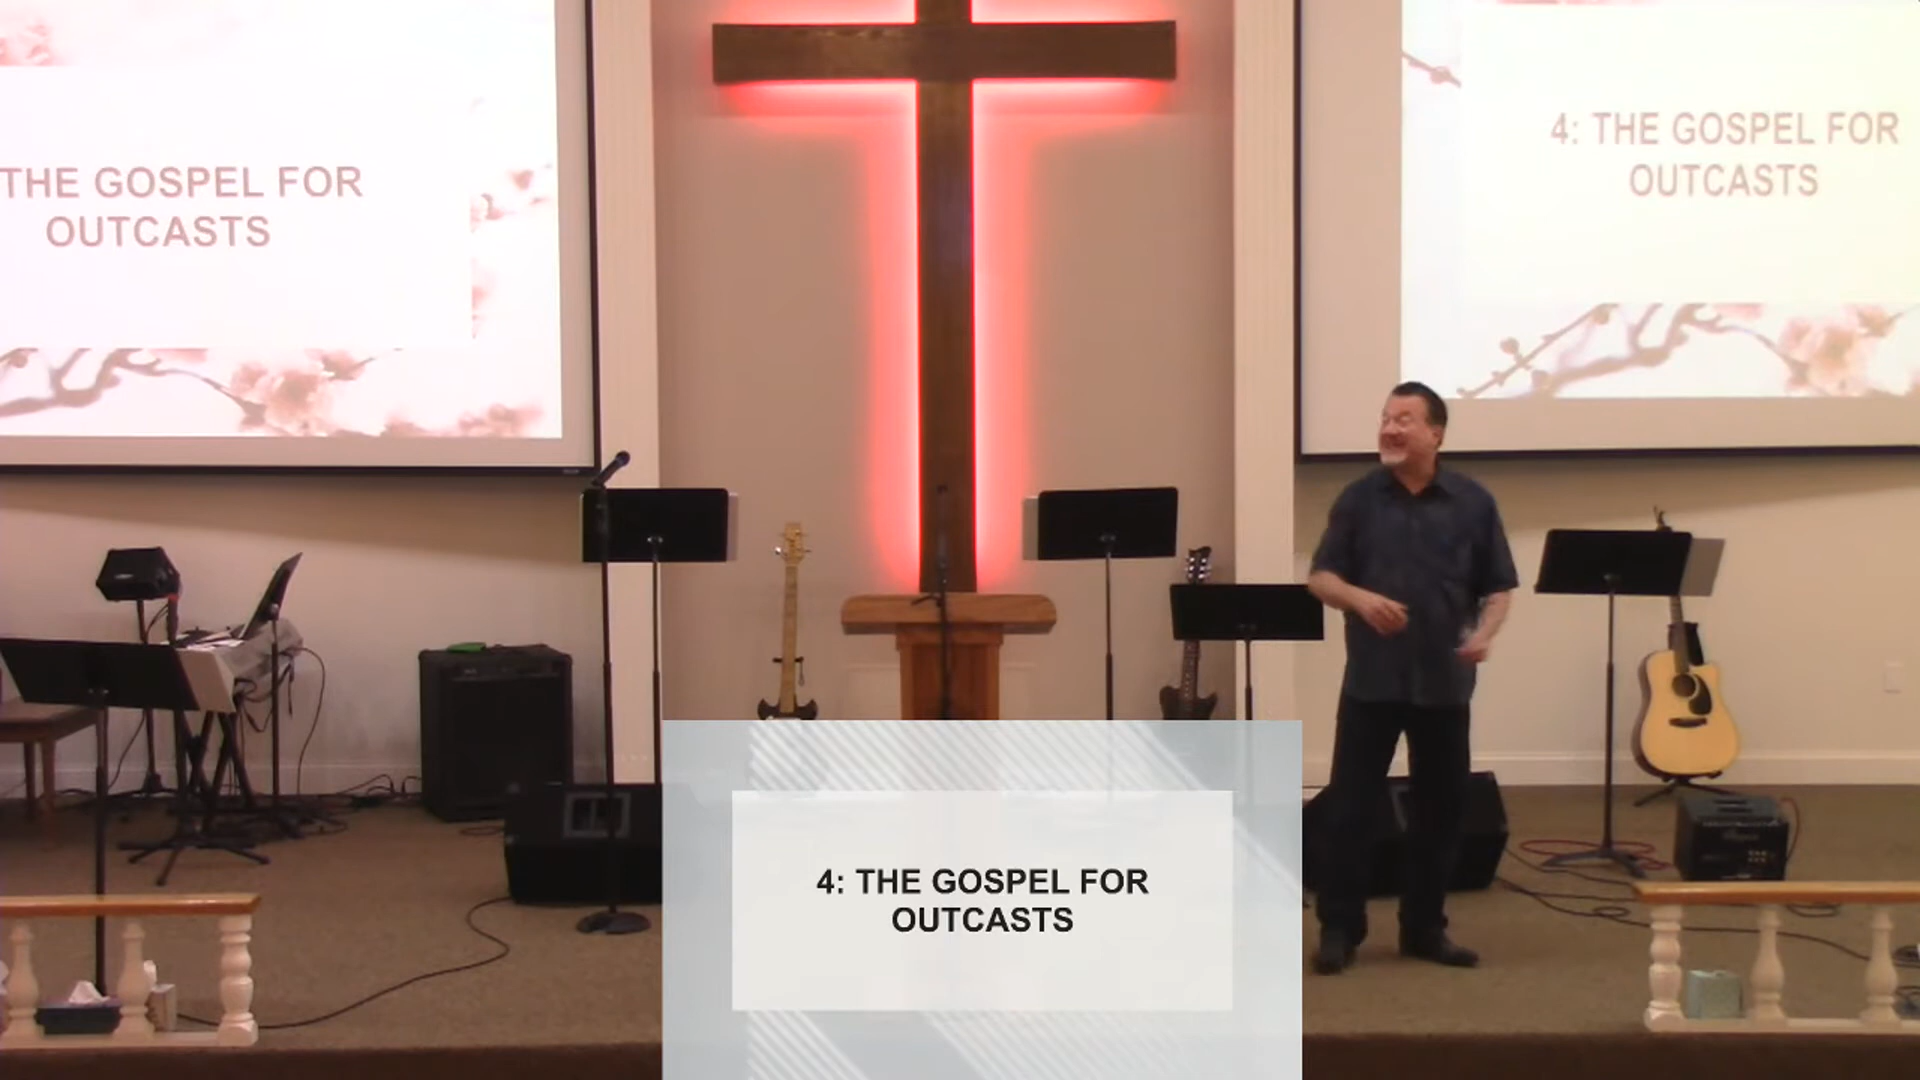 THE GOSPEL FOR
OUTCASTS
4: THE GOSPEL FOR
OUTCASTS
4: THE GOSPEL FOR
OUTCASTS